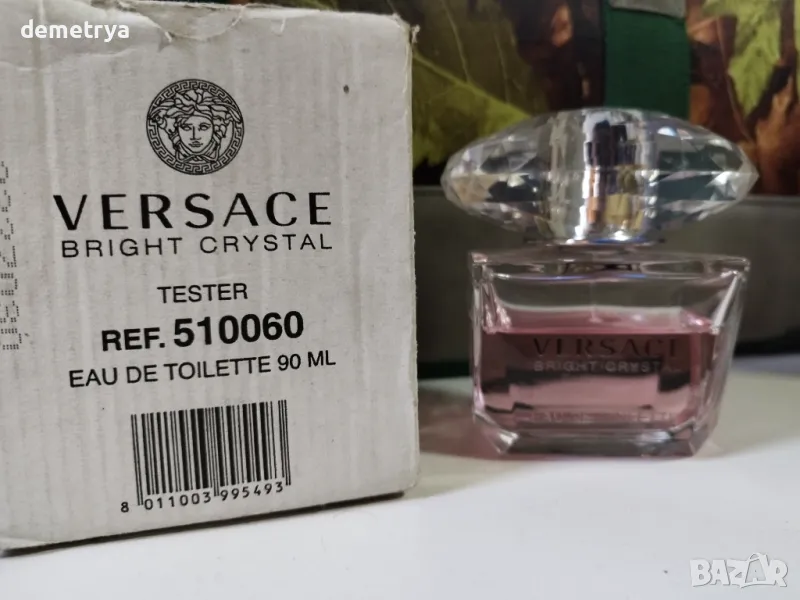 demetrya
VERSACE
BRIGHT CRYSTAL
TESTER
REF. 510060
EAU DE TOILETTE 90 ML
8 011003 995493
VERSACE
BRIGHT CRYSTAL
BAZAR